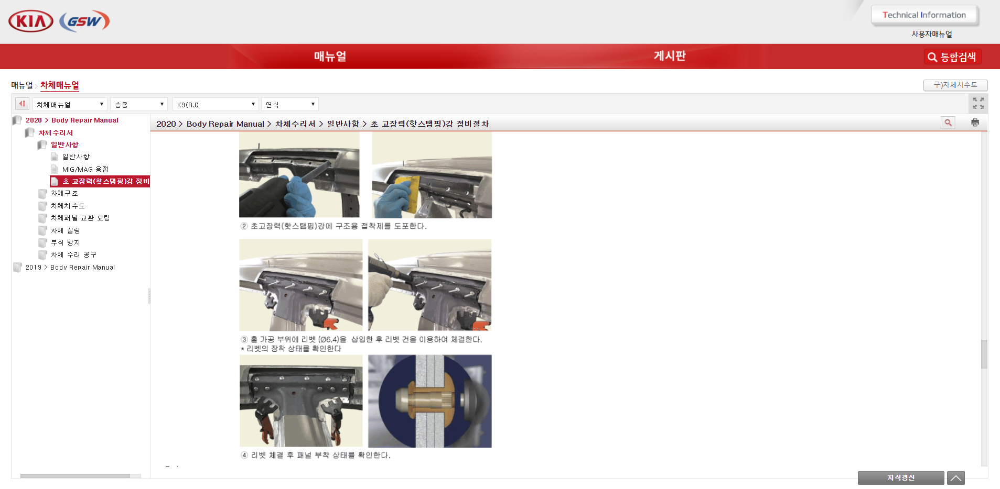 KIA GSW
Technical Information
사용자매뉴얼
매뉴얼
게시판
통합검색
매뉴얼 > 차체매뉴얼
구)차체치수도
차체매뉴얼
승용
K9(RJ)
연식
2020 > Body Repair Manual
차체수리서
일반사항
일반사항
MIG/MAG 용접
초 고장력(핫스탬핑)강 정비
차체구조
차체치수도
차체패널 교환 요령
차체 실링
부식 방지
차체 수리 공구
2019 > Body Repair Manual
2020 > Body Repair Manual > 차체수리서 > 일반사항 > 초 고장력(핫스탬핑)강 정비절차
② 초고장력(핫스탬핑)강에 구조용 접착제를 도포한다.
③ 홀 가공 부위에 리벳 (Ø6.4)을 삽입한 후 리벳 건을 이용하여 체결한다.
* 리벳의 장착 상태를 확인한다
④ 리벳 체결 후 패널 부착 상태를 확인한다.
지식갱신